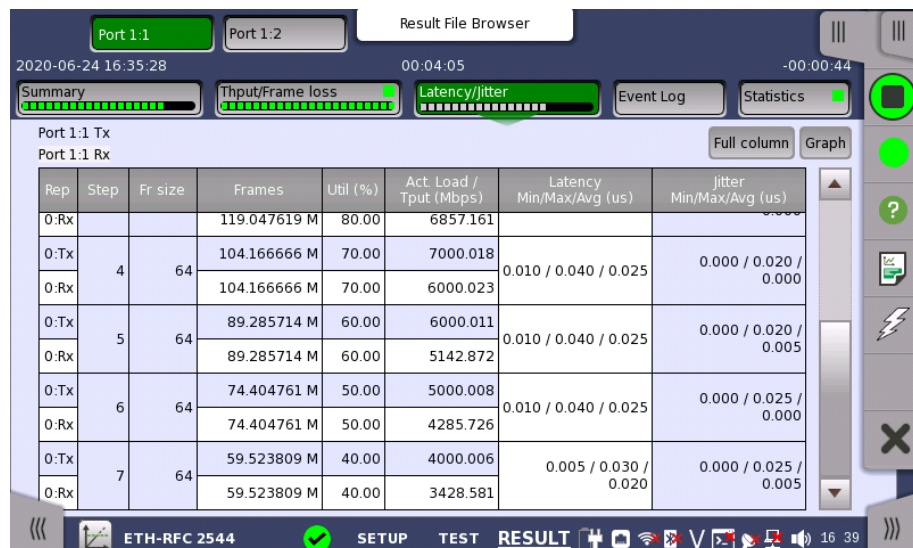 Result File Browser
Port 1:1
Port 1:2
2020-06-24 16:35:28
00:04:05
-00:00:44
Summary
Thput/Frame loss
Latency/Jitter
Event Log
Statistics
Port 1:1 Tx
Port 1:1 Rx
Full column
Graph
Rep Step Fr size Frames Util (%) Act. Load / Tput (Mbps) Latency Min/Max/Avg (us) Jitter Min/Max/Avg (us)
0:Rx 119.047619 M 80.00 6857.161
0:Tx 4 64 104.166666 M 70.00 7000.018 0.010 / 0.040 / 0.025 0.000 / 0.020 / 0.000
0:Rx 104.166666 M 70.00 6000.023
0:Tx 5 64 89.285714 M 60.00 6000.011 0.010 / 0.040 / 0.025 0.000 / 0.020 / 0.005
0:Rx 89.285714 M 60.00 5142.872
0:Tx 6 64 74.404761 M 50.00 5000.008 0.010 / 0.040 / 0.025 0.000 / 0.025 / 0.000
0:Rx 74.404761 M 50.00 4285.726
0:Tx 7 64 59.523809 M 40.00 4000.006 0.005 / 0.030 / 0.020 0.000 / 0.025 / 0.005
0:Rx 59.523809 M 40.00 3428.581
ETH-RFC 2544
SETUP
TEST
RESULT
16 39